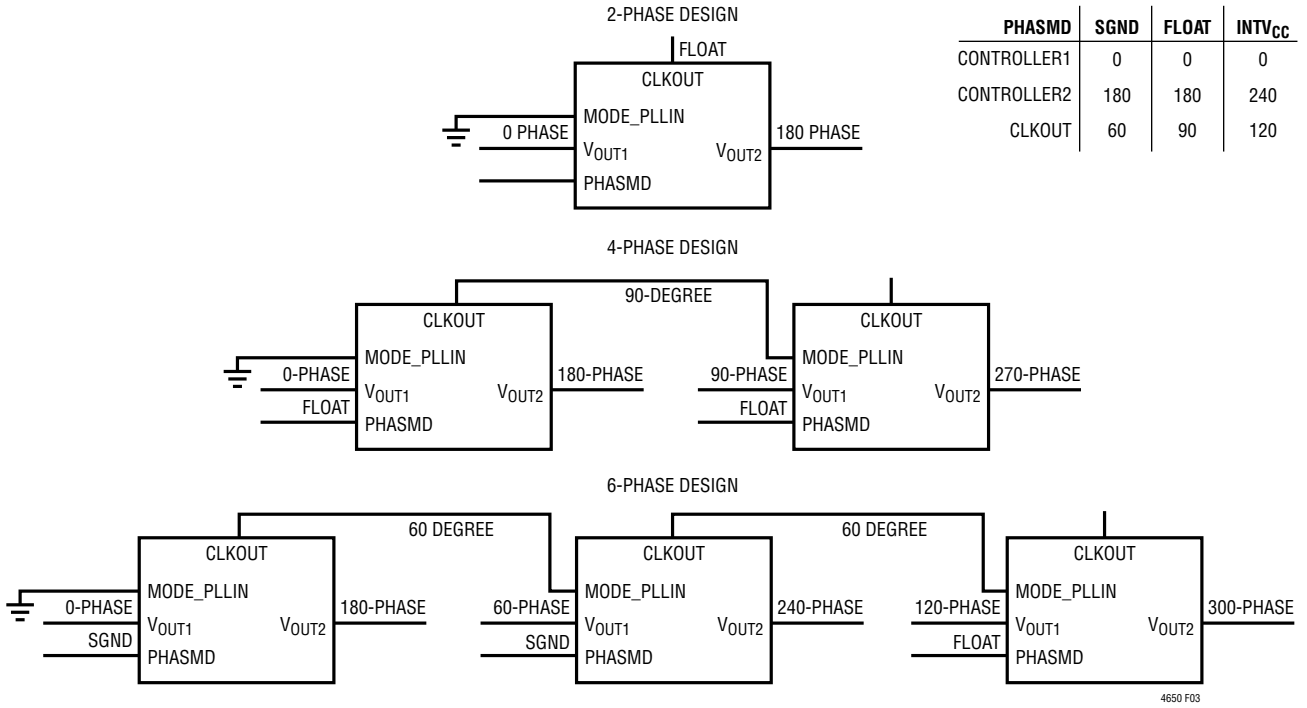 2-PHASE DESIGN
FLOAT
CLKOUT
MODE_PLLIN
0 PHASE
VOUT1
VOUT2
180 PHASE
PHASMD
PHASMD SGND FLOAT INTVCC
CONTROLLER1 0 0 0
CONTROLLER2 180 180 240
CLKOUT 60 90 120
4-PHASE DESIGN
90-DEGREE
CLKOUT
MODE_PLLIN
0-PHASE
VOUT1
VOUT2
180-PHASE
FLOAT
PHASMD
CLKOUT
MODE_PLLIN
90-PHASE
VOUT1
VOUT2
270-PHASE
FLOAT
PHASMD
6-PHASE DESIGN
60 DEGREE
60 DEGREE
CLKOUT
MODE_PLLIN
0-PHASE
VOUT1
VOUT2
180-PHASE
SGND
PHASMD
CLKOUT
MODE_PLLIN
60-PHASE
VOUT1
VOUT2
240-PHASE
SGND
PHASMD
CLKOUT
MODE_PLLIN
120-PHASE
VOUT1
VOUT2
300-PHASE
FLOAT
PHASMD
4650 F03